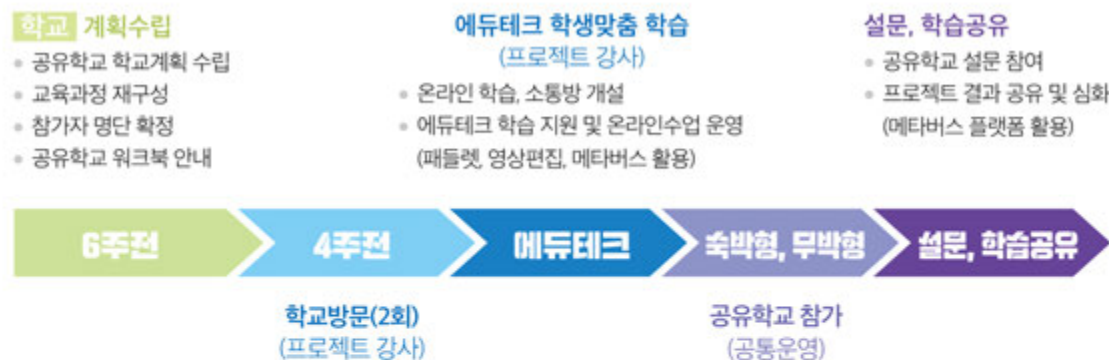 학교 계획수립
• 공유학교 학교계획 수립
• 교육과정 재구성
• 참가자 명단 확정
• 공유학교 워크북 안내
에듀테크 학생맞춤 학습
(프로젝트 강사)
• 온라인 학습, 소통방 개설
• 에듀테크 학습 지원 및 온라인수업 운영
(패들렛, 영상편집, 메타버스 활용)
설문, 학습공유
• 공유학교 설문 참여
• 프로젝트 결과 공유 및 심화
(메타버스 플랫폼 활용)
6주전
4주전
에듀테크
숙박형, 무박형
설문, 학습공유
학교방문(2회)
(프로젝트 강사)
공유학교 참가
(공통운영)